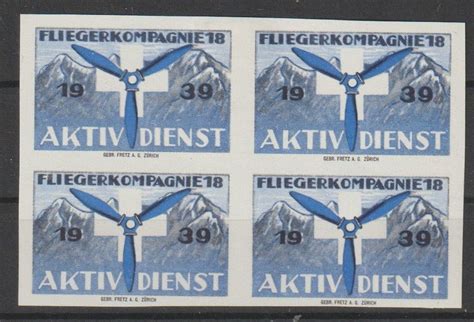 FLIEGERKOMPAGNIE 18
19 39
AKTIV DIENST
GEBR. FRETZ A. G. ZÜRICH
FLIEGERKOMPAGNIE 18
19 39
AKTIV DIENST
GEBR. FRETZ A. G. ZÜRICH
FLIEGERKOMPAGNIE 18
19 39
AKTIV DIENST
GEBR. FRETZ A. G. ZÜRICH
FLIEGERKOMPAGNIE 18
19 39
AKTIV DIENST
GEBR. FRETZ A. G. ZÜRICH